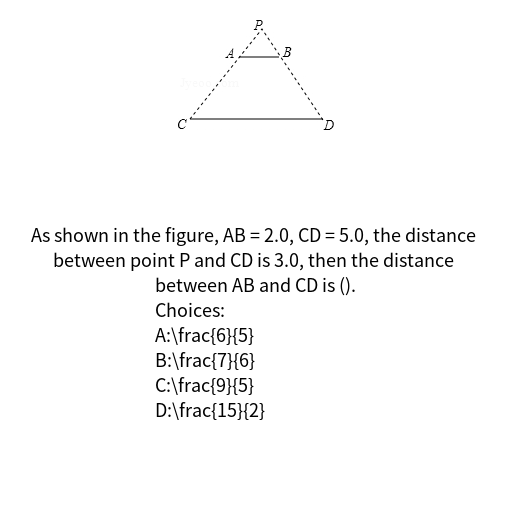 P
A
B
C
D
As shown in the figure, AB = 2.0, CD = 5.0, the distance
between point P and CD is 3.0, then the distance
between AB and CD is ().
Choices:
A:\frac{6}{5}
B:\frac{7}{6}
C:\frac{9}{5}
D:\frac{15}{2}